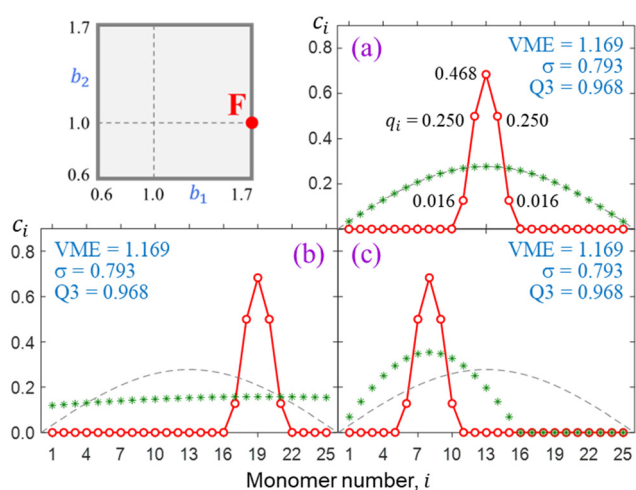 1.7
b₂
1.0
0.6
F
0.6 1.0 b₁ 1.7
cᵢ
(a)
VME = 1.169
σ = 0.793
Q3 = 0.968
0.8
0.6
0.4
0.2
0.468
qᵢ = 0.250 0.250
0.016 0.016
cᵢ
0.8
0.6
0.4
0.2
0.0
VME = 1.169
σ = 0.793
Q3 = 0.968
(b)
1 4 7 10 13 16 19 22 25
(c)
VME = 1.169
σ = 0.793
Q3 = 0.968
1 4 7 10 13 16 19 22 25
Monomer number, i